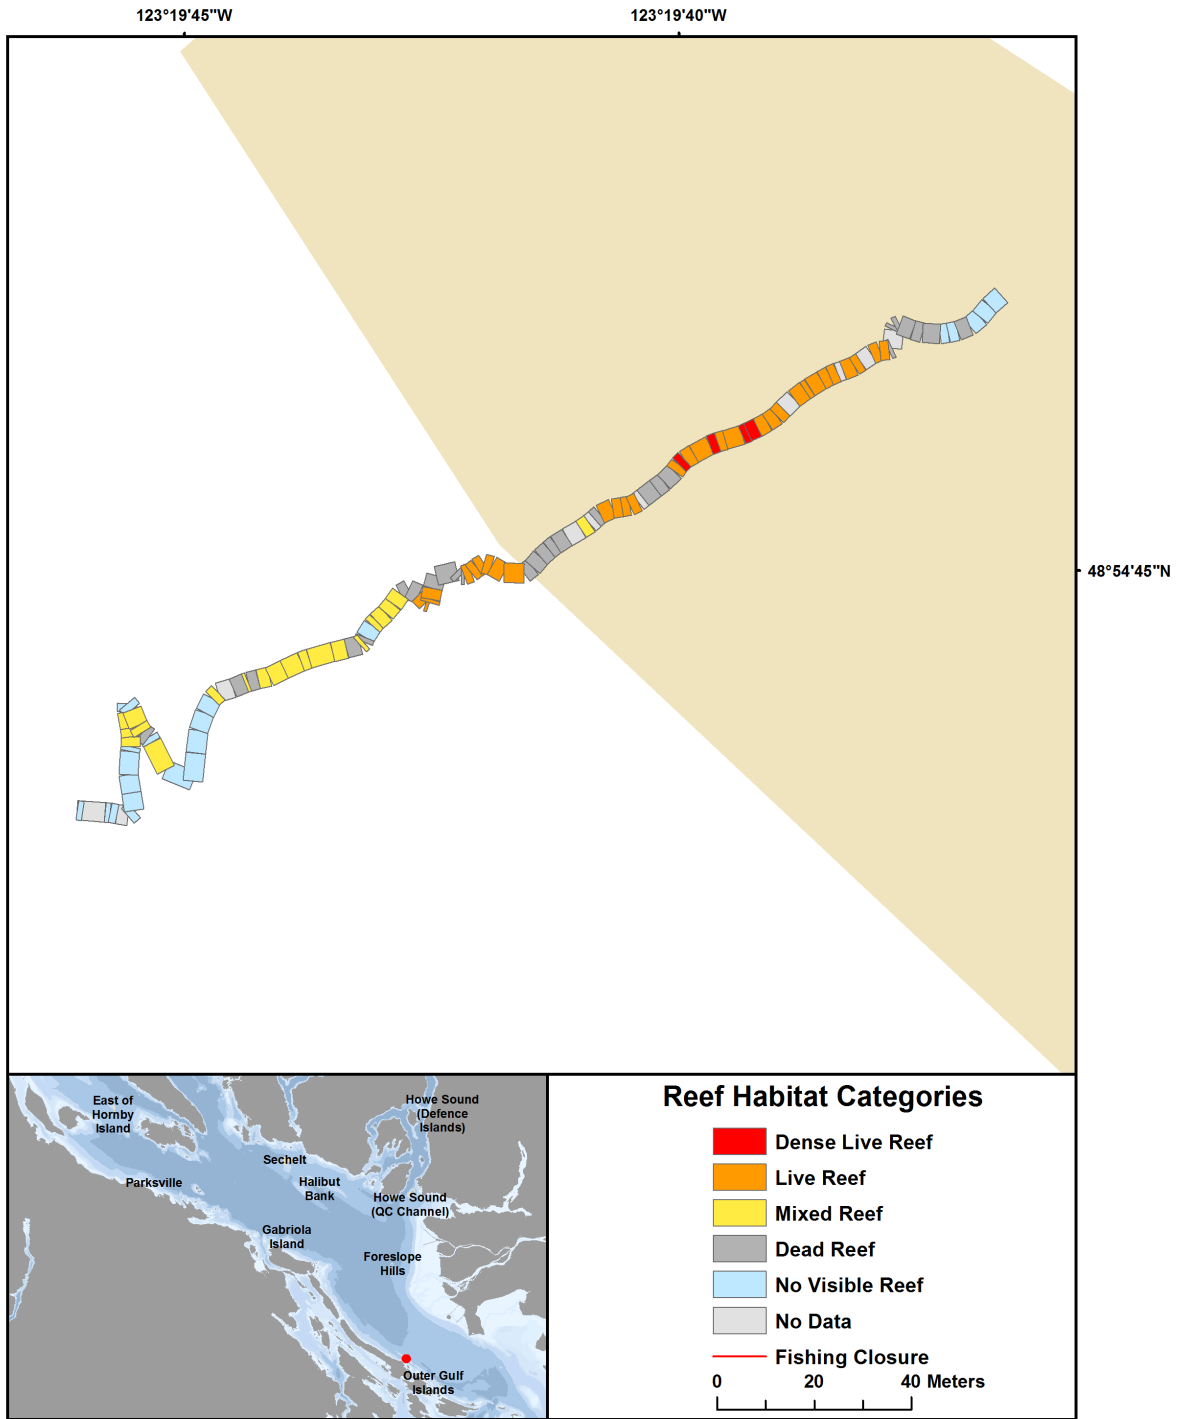 123°19'45"W
123°19'40"W
48°54'45"N
East of
Hornby
Island
Howe Sound
(Defence
Islands)
Sechelt
Parksville
Halibut
Bank
Howe Sound
(QC Channel)
Gabriola
Island
Foreslope
Hills
Outer Gulf
Islands
Reef Habitat Categories
Dense Live Reef
Live Reef
Mixed Reef
Dead Reef
No Visible Reef
No Data
Fishing Closure
0 20 40 Meters